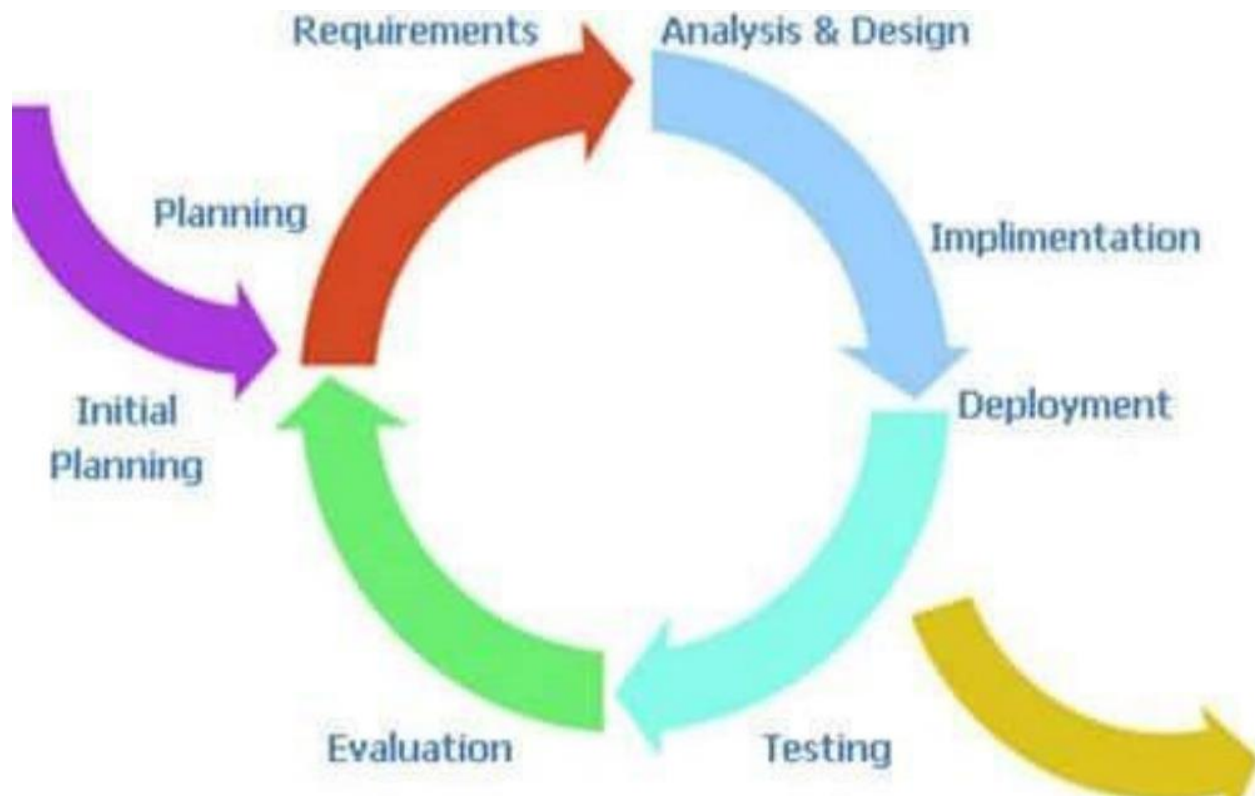 Requirements
Analysis & Design
Planning
Implimentation
Initial
Planning
Deployment
Evaluation
Testing